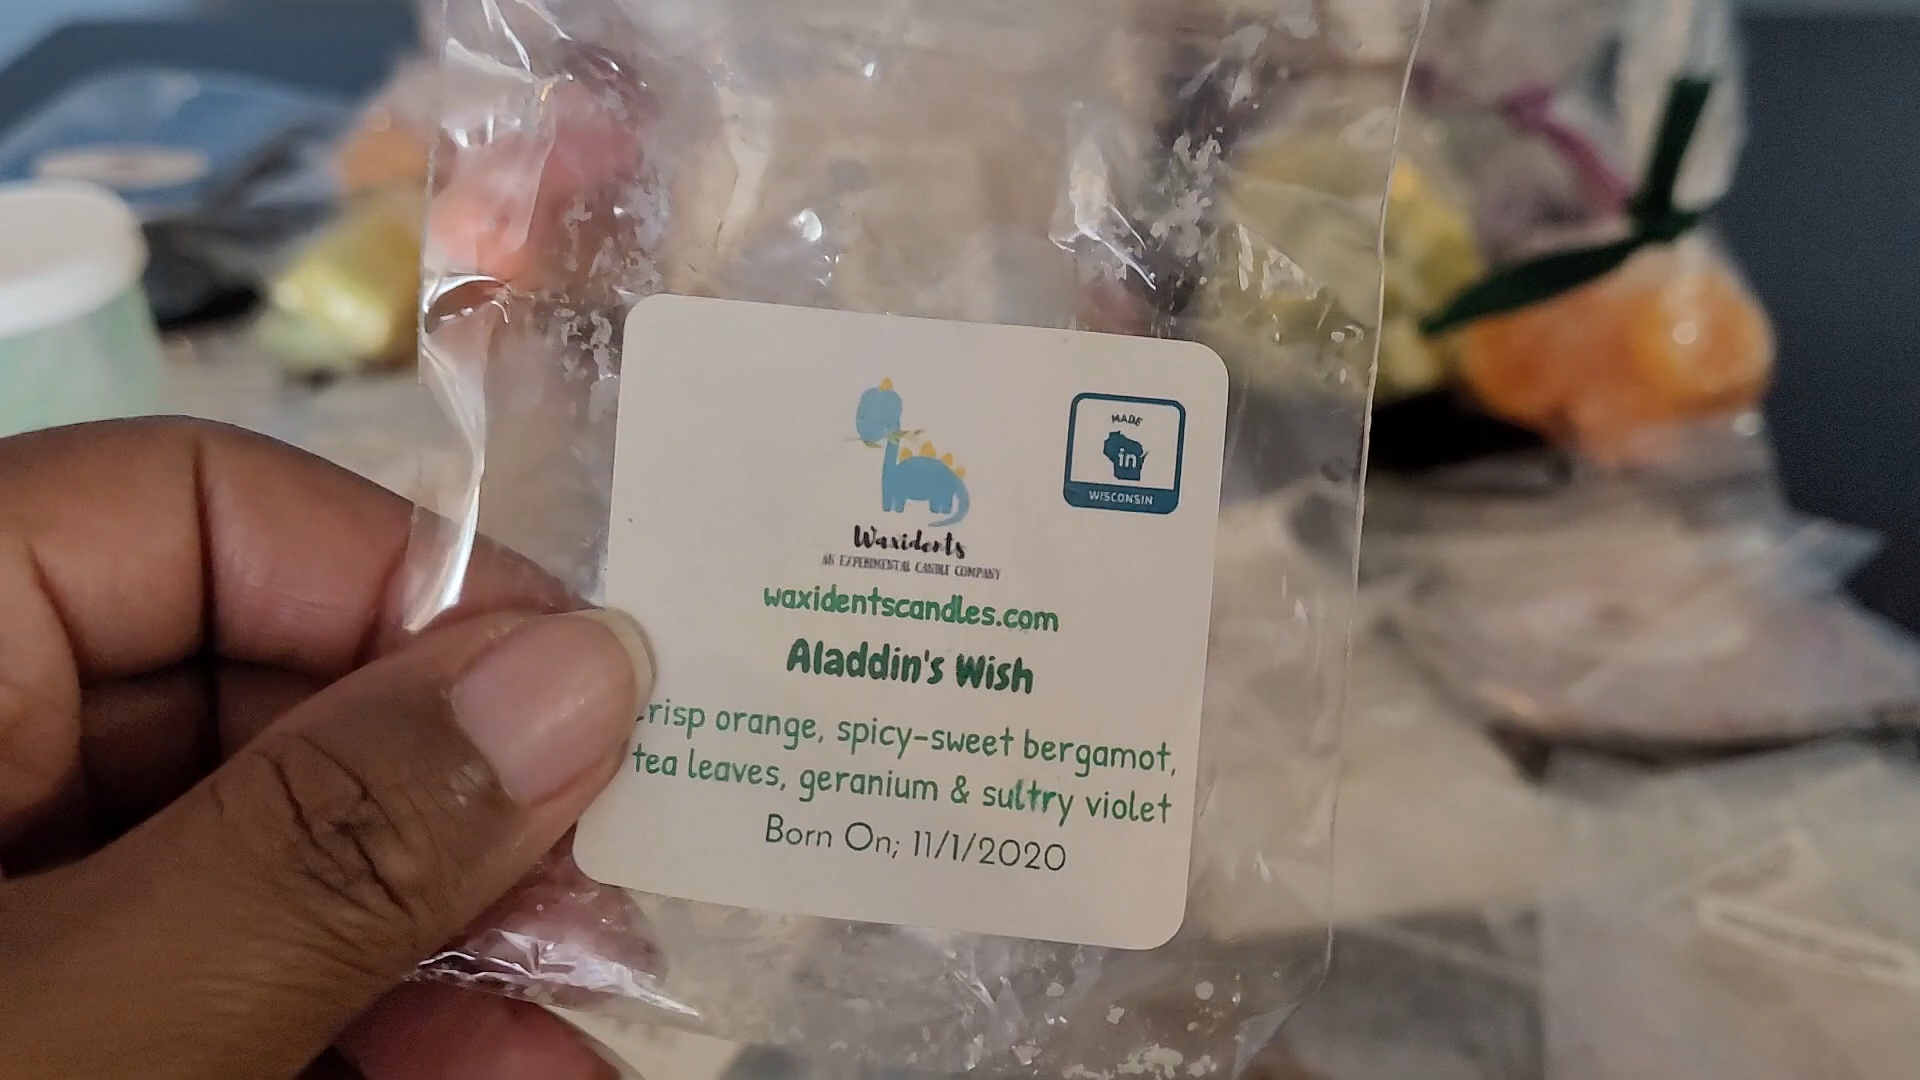 MADE
in
WISCONSIN
Waxidents
AN EXPERIMENTAL CANDLE COMPANY
waxidentscandles.com
Aladdin's Wish
Crisp orange, spicy-sweet bergamot,
tea leaves, geranium & sultry violet
Born On; 11/1/2020